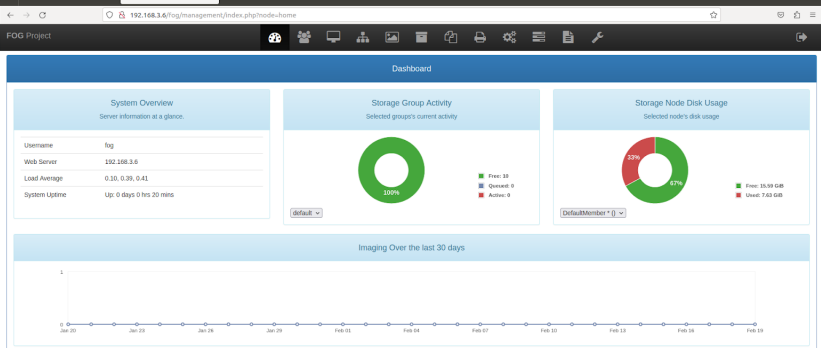 192.168.3.6/fog/management/index.php?node=home
FOG Project
Dashboard
System Overview
Server information at a glance.
Username fog
Web Server 192.168.3.6
Load Average 0.10, 0.39, 0.41
System Uptime Up: 0 days 0 hrs 20 mins
Storage Group Activity
Selected groups's current activity
100%
Free: 10
Queued: 0
Active: 0
default
Storage Node Disk Usage
Selected node's disk usage
33%
67%
Free: 15.59 GiB
Used: 7.63 GiB
DefaultMember * ()
Imaging Over the last 30 days
1
0
Jan 20 Jan 23 Jan 26 Jan 29 Feb 01 Feb 04 Feb 07 Feb 10 Feb 13 Feb 16 Feb 19